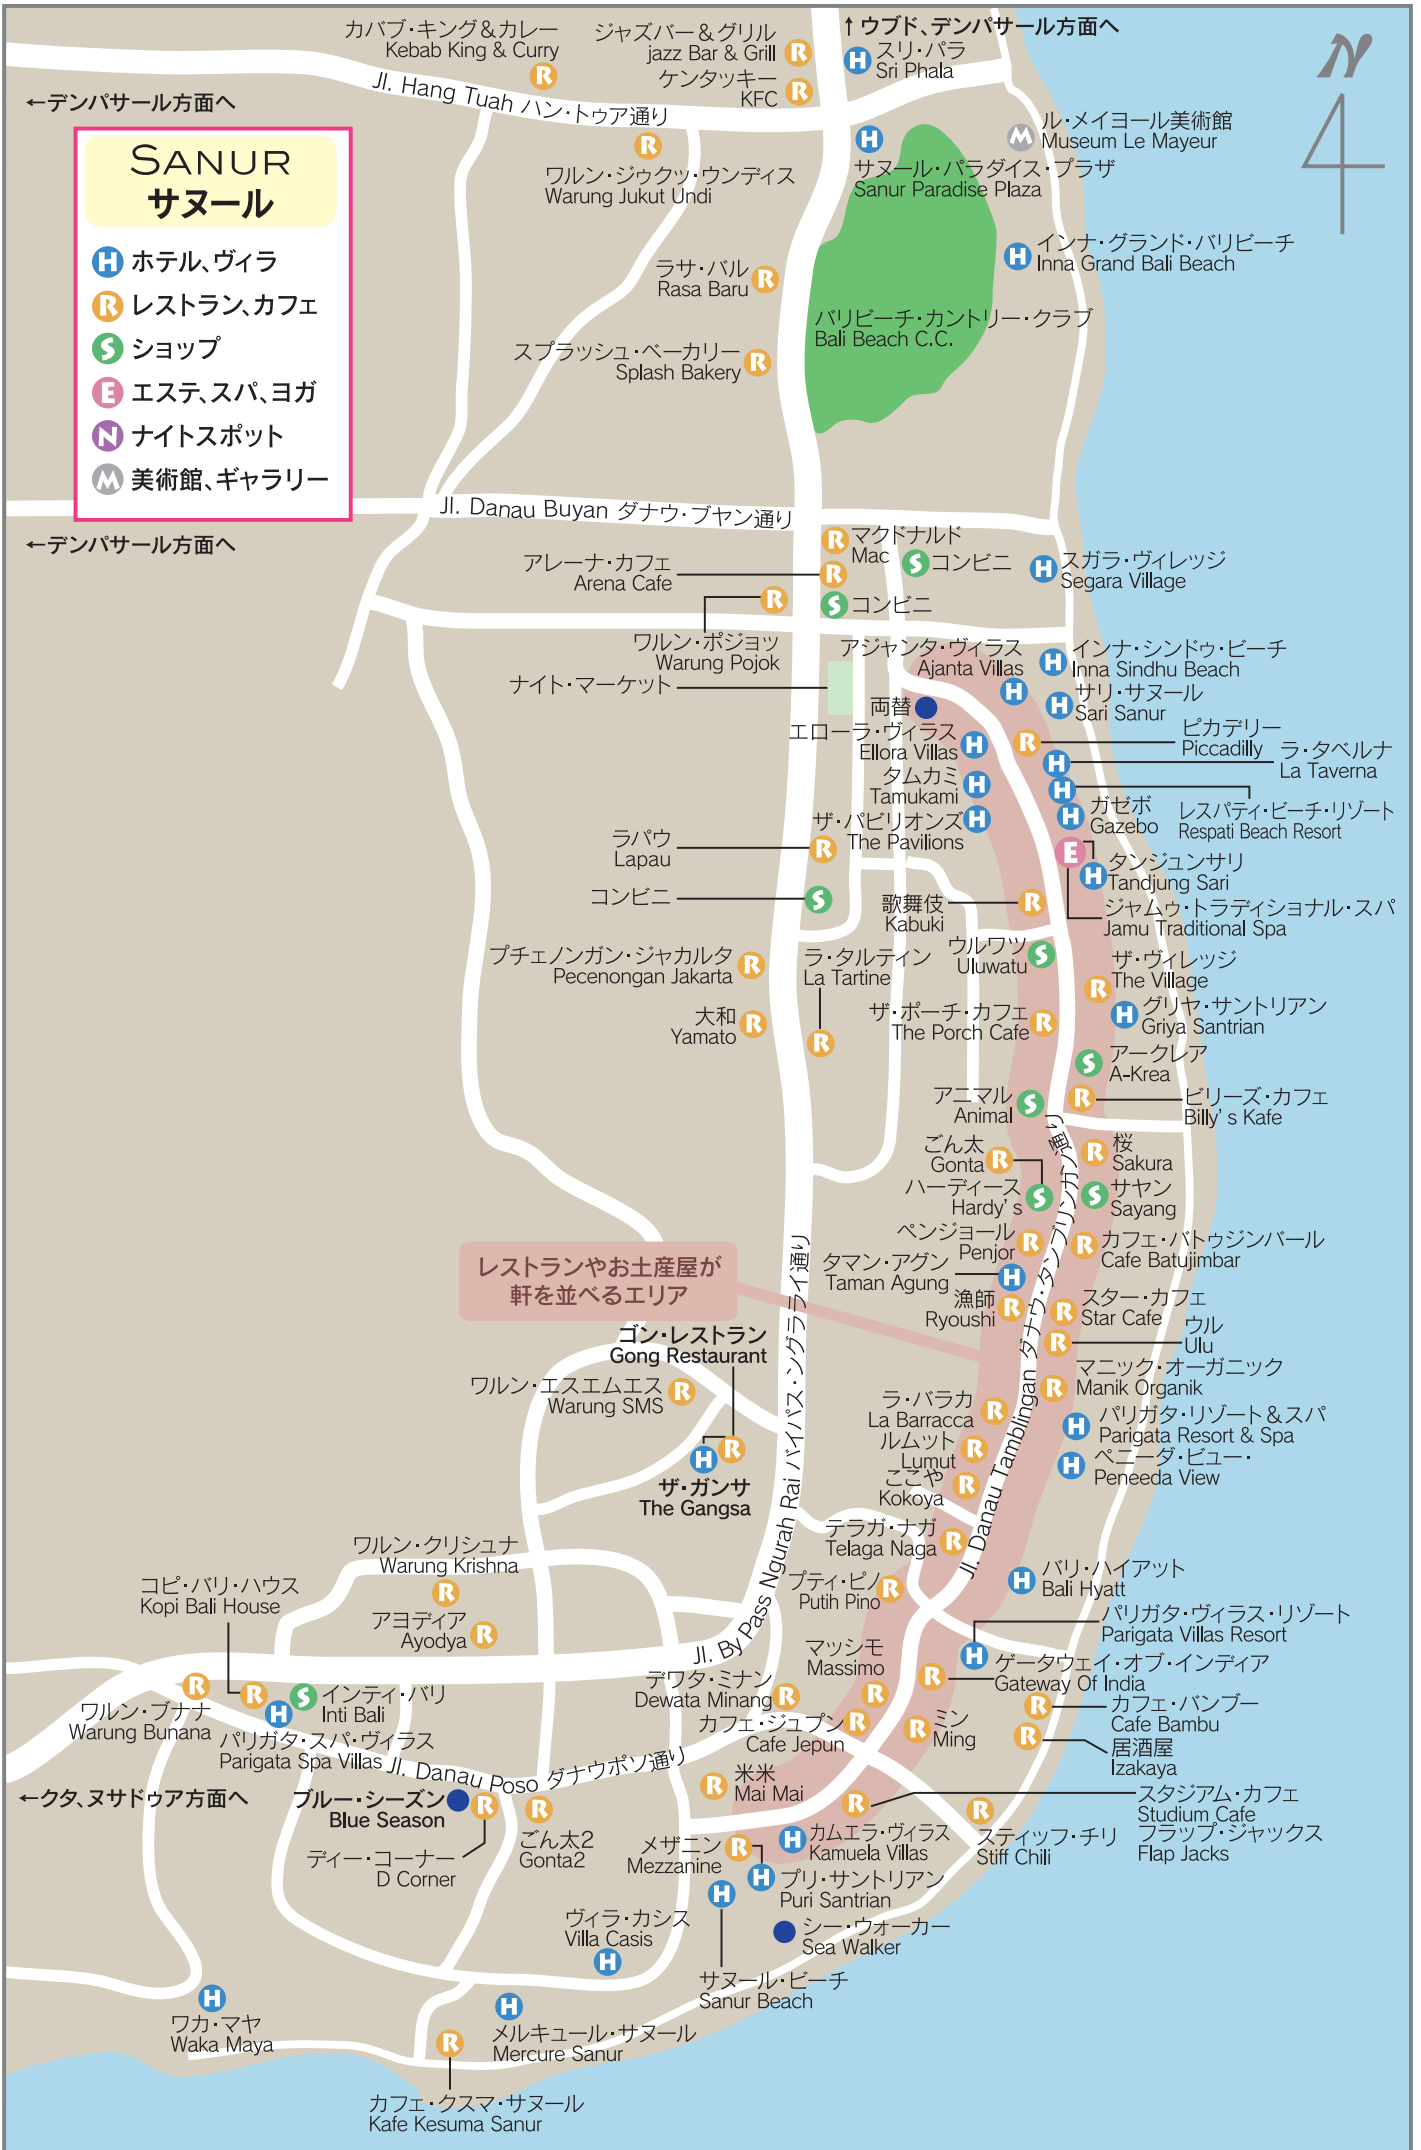 カバブ・キング＆カレー
Kebab King & Curry
ジャズバー＆グリル
jazz Bar & Grill
ケンタッキー
KFC
↑ウブド、デンパサール方面へ
スリ・パラ
Sri Phala
N
Jl. Hang Tuah ハン・トゥア通り
←デンパサール方面へ
SANUR
サヌール
H ホテル、ヴィラ
R レストラン、カフェ
S ショップ
E エステ、スパ、ヨガ
N ナイトスポット
M 美術館、ギャラリー
ル・メイヨール美術館
Museum Le Mayeur
ワルン・ジゥクッ・ウンディス
Warung Jukut Undi
サヌール・パラダイス・プラザ
Sanur Paradise Plaza
インナ・グランド・バリビーチ
Inna Grand Bali Beach
ラサ・バル
Rasa Baru
バリビーチ・カントリー・クラブ
Bali Beach C.C.
スプラッシュ・ベーカリー
Splash Bakery
Jl. Danau Buyan ダナウ・ブヤン通り
←デンパサール方面へ
マクドナルド
Mac
コンビニ
スガラ・ヴィレッジ
Segara Village
アレーナ・カフェ
Arena Cafe
コンビニ
ワルン・ポジョッ
Warung Pojok
アジャンタ・ヴィラス
Ajanta Villas
インナ・シンドゥ・ビーチ
Inna Sindhu Beach
ナイト・マーケット
サリ・サヌール
Sari Sanur
両替
エローラ・ヴィラス
Ellora Villas
ピカデリー
Piccadilly
ラ・タベルナ
La Taverna
タムカミ
Tamukami
ガゼボ
Gazebo
レスパティ・ビーチ・リゾート
Respati Beach Resort
ザ・パビリオンズ
The Pavilions
ラパウ
Lapau
タンジュンサリ
Tandjung Sari
コンビニ
歌舞伎
Kabuki
ジャムゥ・トラディショナル・スパ
Jamu Traditional Spa
プチェノンガン・ジャカルタ
Pecenongan Jakarta
ラ・タルティン
La Tartine
ウルワツ
Uluwatu
ザ・ヴィレッジ
The Village
大和
Yamato
ザ・ポーチ・カフェ
The Porch Cafe
グリヤ・サントリアン
Griya Santrian
アークレア
A-Krea
アニマル
Animal
ビリーズ・カフェ
Billy's Kafe
ごん太
Gonta
桜
Sakura
ハーディース
Hardy's
サヤン
Sayang
ペンジョール
Penjor
カフェ・バトゥジンバール
Cafe Batujimbar
タマン・アグン
Taman Agung
レストランやお土産屋が
軒を並べるエリア
漁師
Ryoushi
スター・カフェ
Star Cafe
ウル
Ulu
ゴン・レストラン
Gong Restaurant
ワルン・エスエムエス
Warung SMS
マニック・オーガニック
Manik Organik
ラ・バラカ
La Barracca
パリガタ・リゾート＆スパ
Parigata Resort & Spa
ルムット
Lumut
ペニーダ・ビュー・
Peneeda View
ザ・ガンサ
The Gangsa
ここや
Kokoya
Jl. By Pass Ngurah Rai バイパス・ングラライ通り
Jl. Danau Tamblingan ダナウ・タンブリンガン通り
テラガ・ナガ
Telaga Naga
ワルン・クリシュナ
Warung Krishna
バリ・ハイアット
Bali Hyatt
コピ・バリ・ハウス
Kopi Bali House
プティ・ピノ
Putih Pino
アヨディア
Ayodya
パリガタ・ヴィラス・リゾート
Parigata Villas Resort
マッシモ
Massimo
ゲータウェイ・オブ・インディア
Gateway Of India
デワタ・ミナン
Dewata Minang
ワルン・ブナナ
Warung Bunana
インティ・バリ
Inti Bali
カフェ・ジュプン
Cafe Jepun
ミン
Ming
カフェ・バンブー
Cafe Bambu
パリガタ・スパ・ヴィラス
Parigata Spa Villas
居酒屋
Izakaya
Jl. Danau Poso ダナウポソ通り
←クタ、ヌサドゥア方面へ
ブルー・シーズン
Blue Season
米米
Mai Mai
スタジアム・カフェ
Studium Cafe
ごん太2
Gonta2
メザニン
Mezzanine
カムエラ・ヴィラス
Kamuela Villas
スティッフ・チリ
Stiff Chili
フラップ・ジャックス
Flap Jacks
ディー・コーナー
D Corner
プリ・サントリアン
Puri Santrian
ヴィラ・カシス
Villa Casis
シー・ウォーカー
Sea Walker
サヌール・ビーチ
Sanur Beach
ワカ・マヤ
Waka Maya
メルキュール・サヌール
Mercure Sanur
カフェ・クスマ・サヌール
Kafe Kesuma Sanur